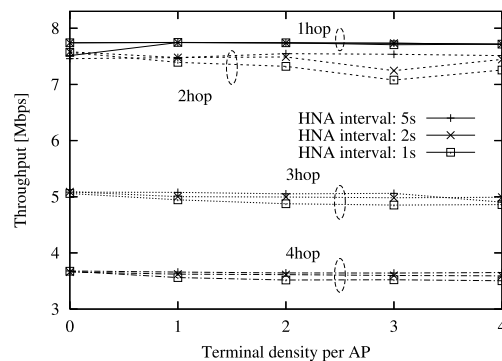 8
7
6
5
4
3
Throughput [Mbps]
1hop
2hop
HNA interval: 5s
HNA interval: 2s
HNA interval: 1s
3hop
4hop
0 1 2 3 4
Terminal density per AP